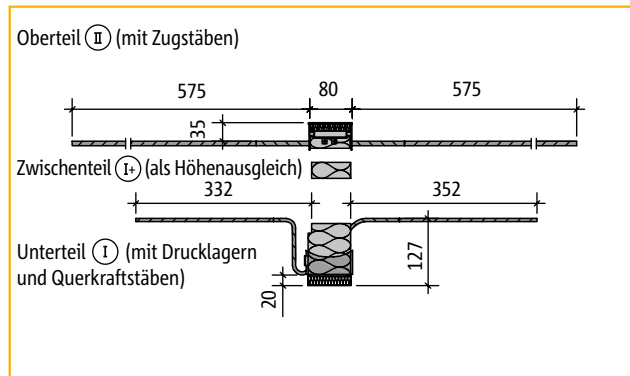 Oberteil II (mit Zugstäben)
575 80 575
35
Zwischenteil I+ (als Höhenausgleich)
332 352
Unterteil I (mit Drucklagern
und Querkraftstäben)
127
20